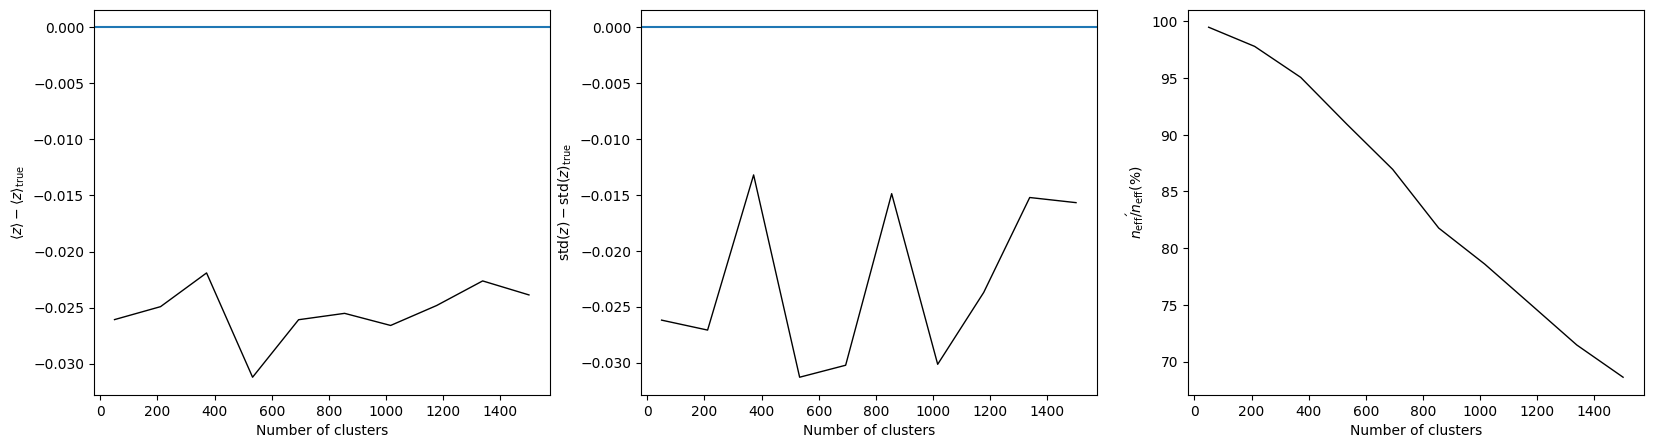 0.000
−0.005
−0.010
−0.015
−0.020
−0.025
−0.030
⟨z⟩ − ⟨z⟩true
0 200 400 600 800 1000 1200 1400
Number of clusters
0.000
−0.005
−0.010
−0.015
−0.020
−0.025
−0.030
std(z) − std(z)true
0 200 400 600 800 1000 1200 1400
Number of clusters
100
95
90
85
80
75
70
n′eff/neff(%)
0 200 400 600 800 1000 1200 1400
Number of clusters